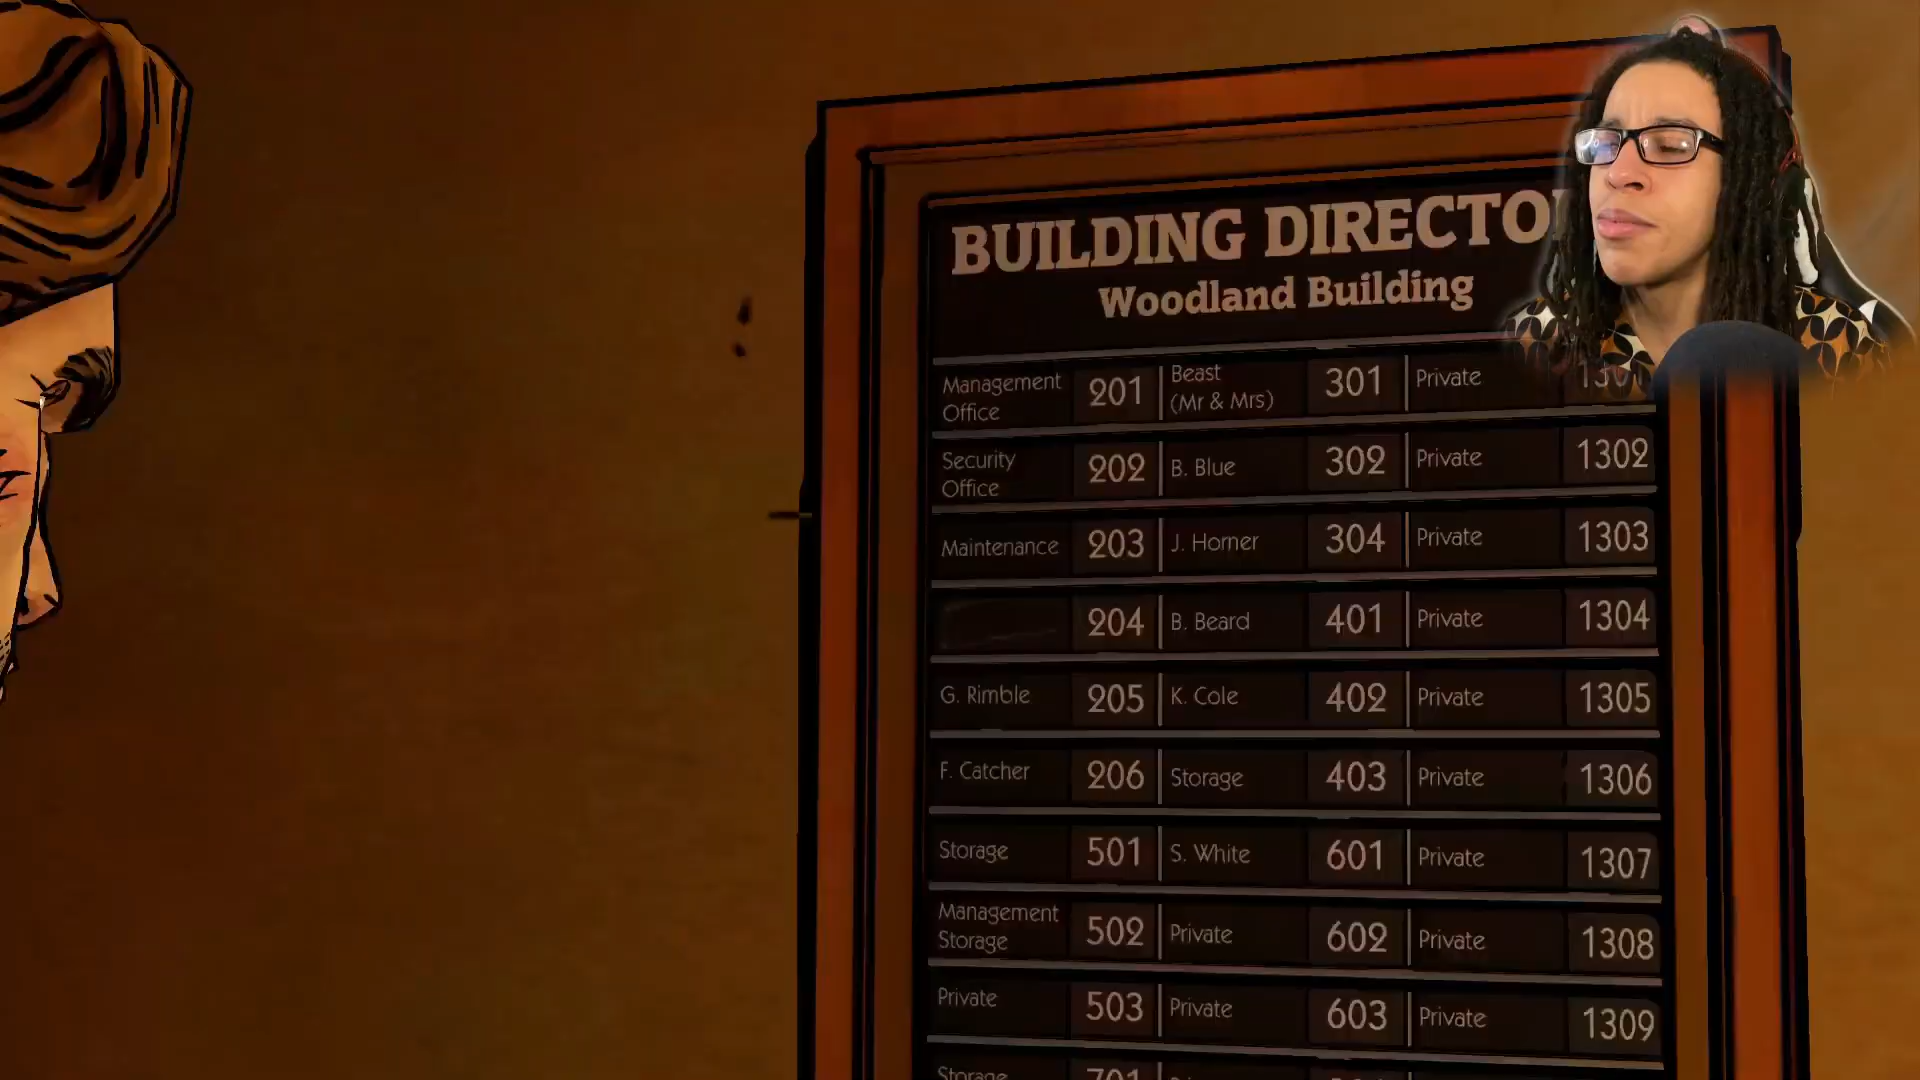 BUILDING DIRECTO
Woodland Building
Management
Office
201
Beast
(Mr & Mrs)
301
Private
1301
Security
Office
202
B. Blue
302
Private
1302
Maintenance
203
J. Horner
304
Private
1303
204
B. Beard
401
Private
1304
G. Rimble
205
K. Cole
402
Private
1305
F. Catcher
206
Storage
403
Private
1306
Storage
501
S. White
601
Private
1307
Management
Storage
502
Private
602
Private
1308
Private
503
Private
603
Private
1309
Storage
701